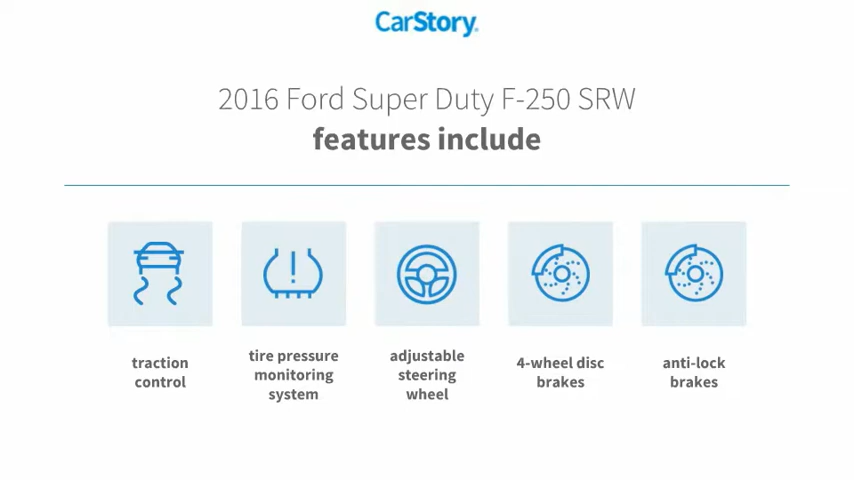 CarStory
2016 Ford Super Duty F-250 SRW
features include
traction
control
tire pressure
monitoring
system
adjustable
steering
wheel
4-wheel disc
brakes
anti-lock
brakes